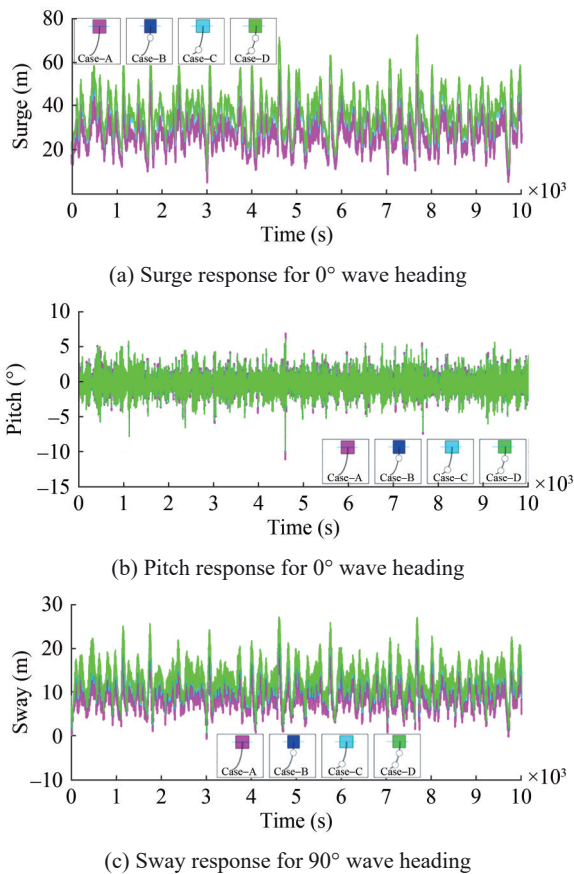 80
Case–A Case–B Case–C Case–D
60
Surge (m)
40
20
0 1 2 3 4 5 6 7 8 9 10
×10³
Time (s)
(a) Surge response for 0° wave heading
10
5
0
Pitch (°)
−5
−10
Case–A Case–B Case–C Case–D
−15
0 1 2 3 4 5 6 7 8 9 10
×10³
Time (s)
(b) Pitch response for 0° wave heading
30
20
Sway (m)
10
0
Case–A Case–B Case–C Case–D
−10
0 1 2 3 4 5 6 7 8 9 10
×10³
Time (s)
(c) Sway response for 90° wave heading